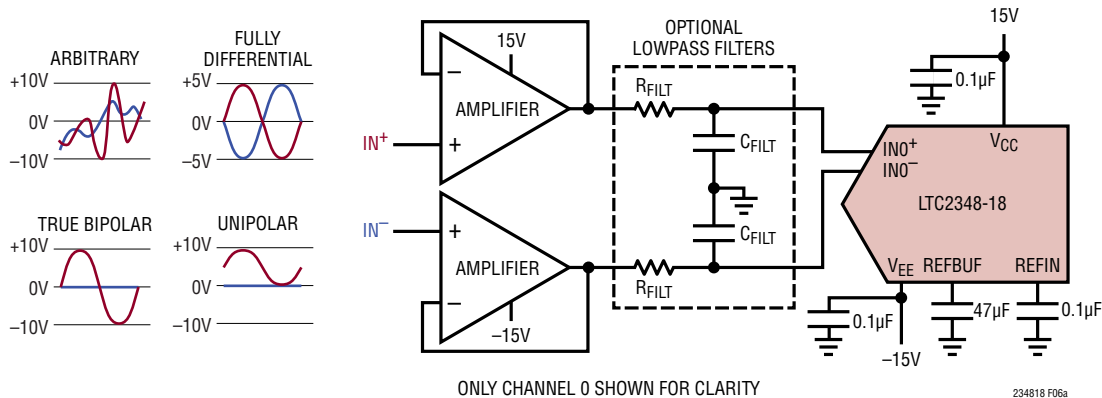 ARBITRARY
+10V
0V
–10V
FULLY
DIFFERENTIAL
+5V
0V
–5V
TRUE BIPOLAR
+10V
0V
–10V
UNIPOLAR
+10V
0V
–10V
IN+
IN–
–
+
15V
AMPLIFIER
+
–
AMPLIFIER
–15V
OPTIONAL
LOWPASS FILTERS
RFILT
CFILT
CFILT
RFILT
15V
0.1µF
VCC
IN0+
IN0–
LTC2348-18
VEE
REFBUF
REFIN
0.1µF
–15V
47µF
0.1µF
ONLY CHANNEL 0 SHOWN FOR CLARITY
234818 F06a